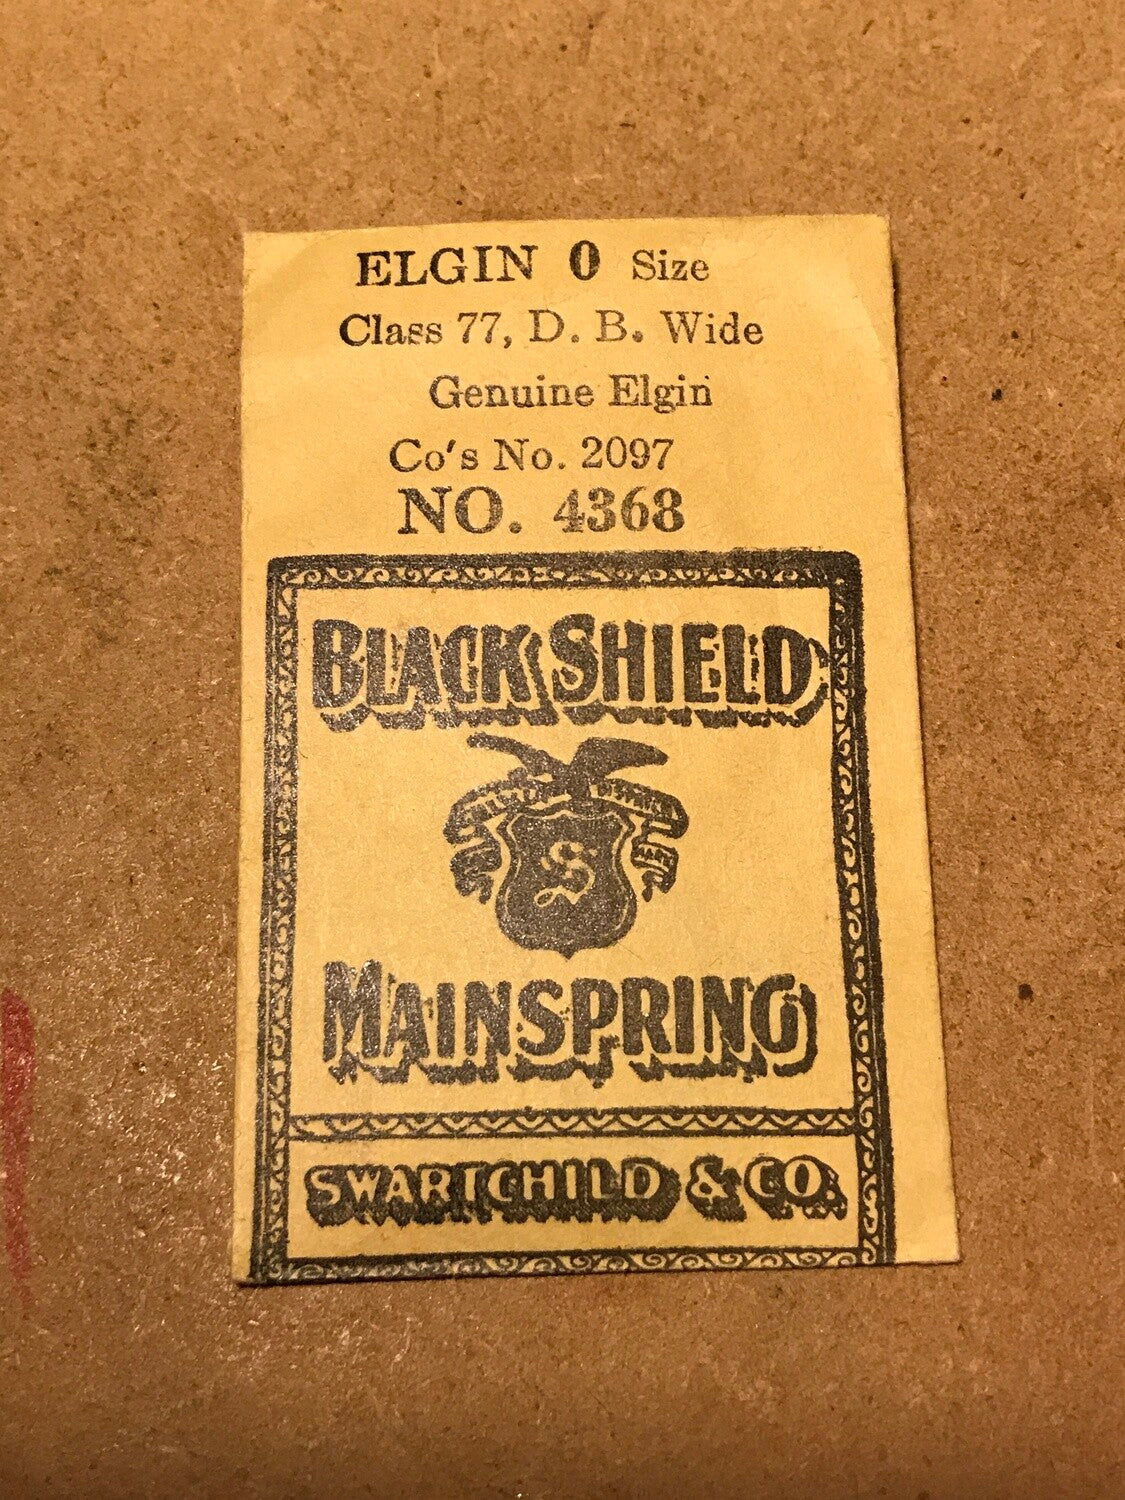 ELGIN 0 Size
Class 77, D. B. Wide
Genuine Elgin
Co's No. 2097
NO. 4368
BLACK SHIELD
S
MAINSPRING
SWARTCHILD & CO.